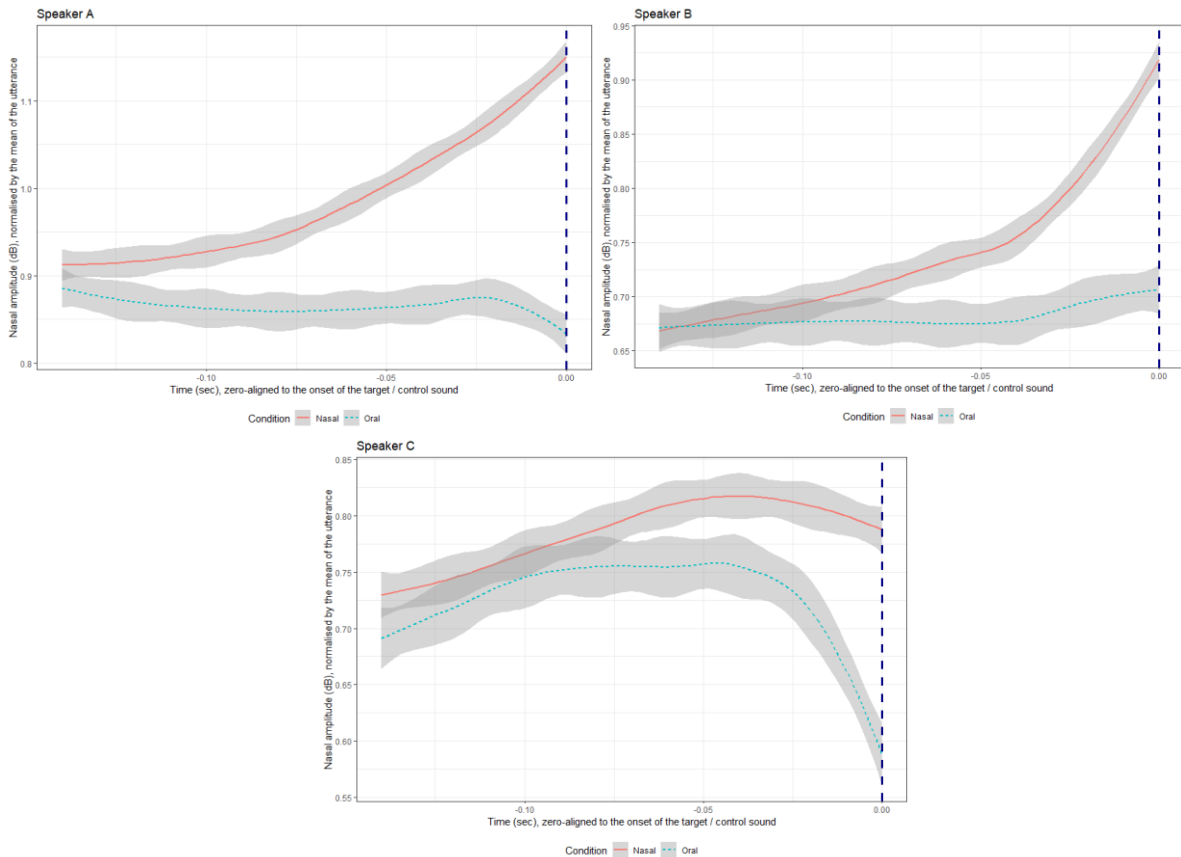 Speaker A
Nasal amplitude (dB), normalised by the mean of the utterance
1.1
1.0
0.9
0.8
-0.10
-0.05
0.00
Time (sec), zero-aligned to the onset of the target / control sound
Condition Nasal Oral
Speaker B
Nasal amplitude (dB), normalised by the mean of the utterance
0.95
0.90
0.85
0.80
0.75
0.70
0.65
-0.10
-0.05
0.00
Time (sec), zero-aligned to the onset of the target / control sound
Condition Nasal Oral
Speaker C
Nasal amplitude (dB), normalised by the mean of the utterance
0.85
0.80
0.75
0.70
0.65
0.60
0.55
-0.10
-0.05
0.00
Time (sec), zero-aligned to the onset of the target / control sound
Condition Nasal Oral